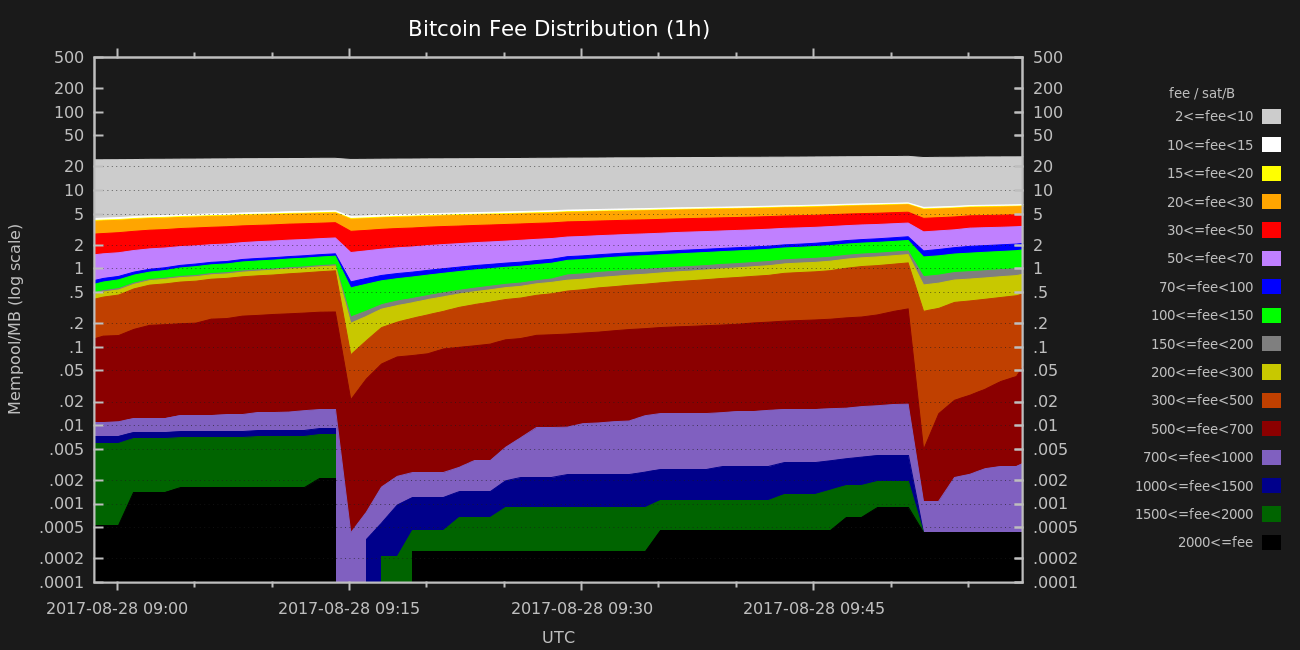 Bitcoin Fee Distribution (1h)
Mempool/MB (log scale)
500
200
100
50
20
10
5
2
1
.5
.2
.1
.05
.02
.01
.005
.002
.001
.0005
.0002
.0001
500
200
100
50
20
10
5
2
1
.5
.2
.1
.05
.02
.01
.005
.002
.001
.0005
.0002
.0001
2017-08-28 09:00
2017-08-28 09:15
2017-08-28 09:30
2017-08-28 09:45
UTC
fee / sat/B
2<=fee<10
10<=fee<15
15<=fee<20
20<=fee<30
30<=fee<50
50<=fee<70
70<=fee<100
100<=fee<150
150<=fee<200
200<=fee<300
300<=fee<500
500<=fee<700
700<=fee<1000
1000<=fee<1500
1500<=fee<2000
2000<=fee